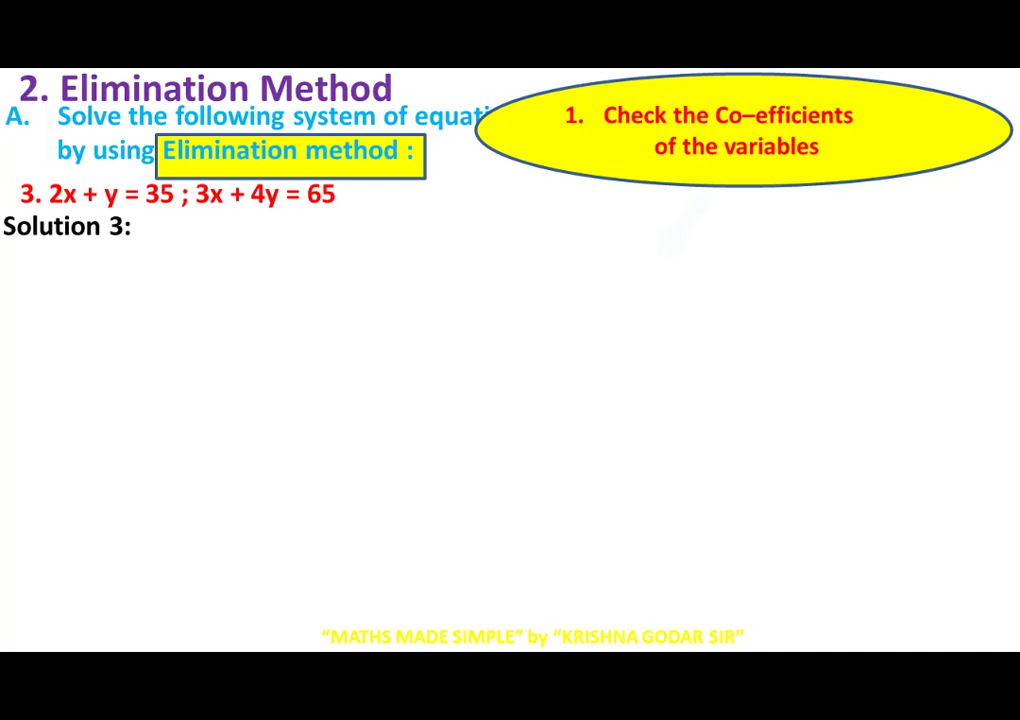 2. Elimination Method
A. Solve the following system of equati
by using Elimination method :
1. Check the Co–efficients
of the variables
3. 2x + y = 35 ; 3x + 4y = 65
Solution 3:
“MATHS MADE SIMPLE” by “KRISHNA GODAR SIR”